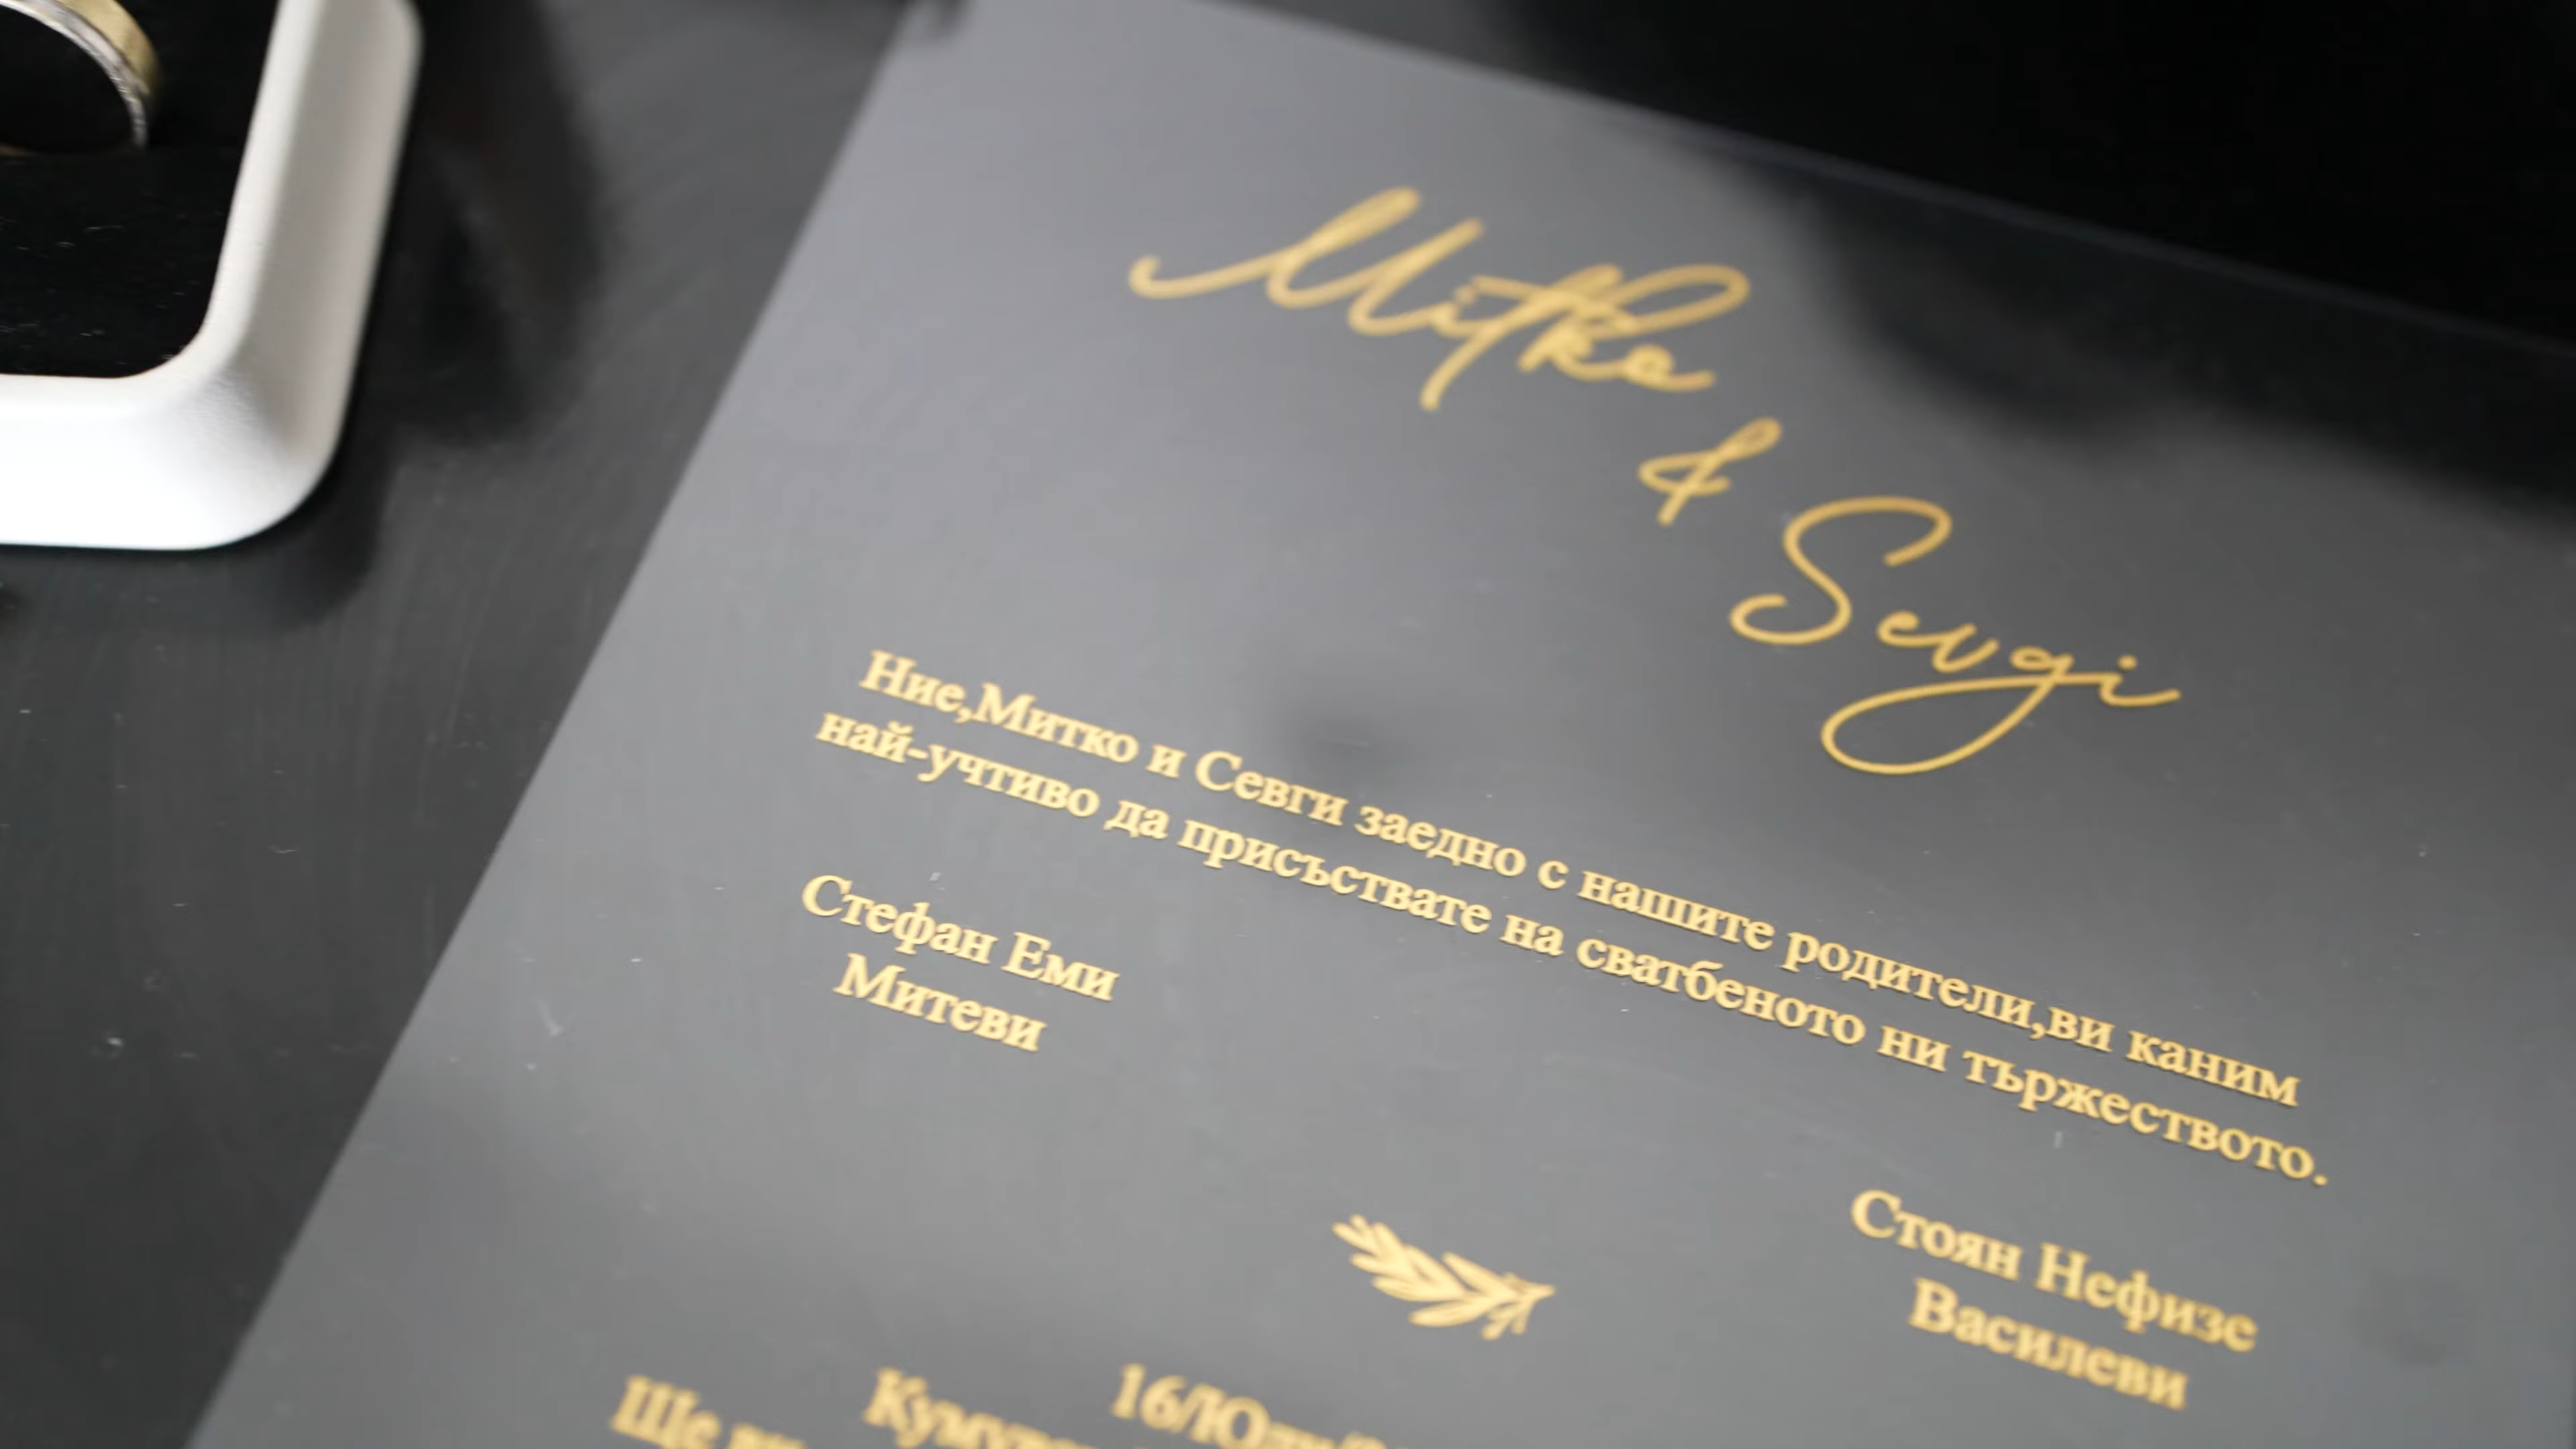 Mitko
& Sevgi
Ние,Митко и Севги заедно с нашите родители,ви каним
най-учтиво да присъствате на сватбеното ни тържеството.
Стефан Еми
Митеви
Стоян Нефизе
Василеви
Ще